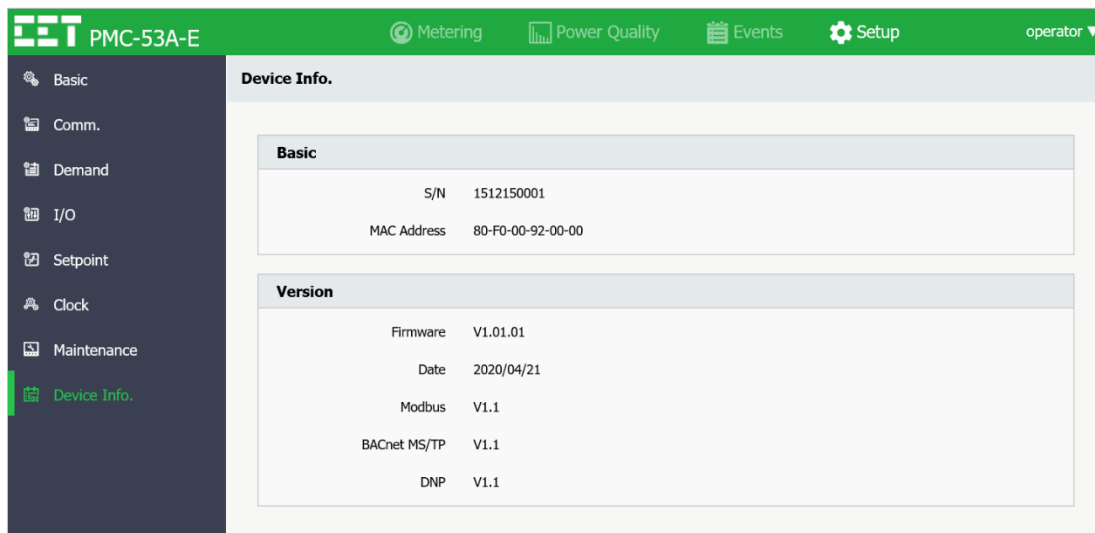 CET PMC-53A-E Metering Power Quality Events Setup operator
Basic
Comm.
Demand
I/O
Setpoint
Clock
Maintenance
Device Info.
Device Info.
Basic
S/N 1512150001
MAC Address 80-F0-00-92-00-00
Version
Firmware V1.01.01
Date 2020/04/21
Modbus V1.1
BACnet MS/TP V1.1
DNP V1.1